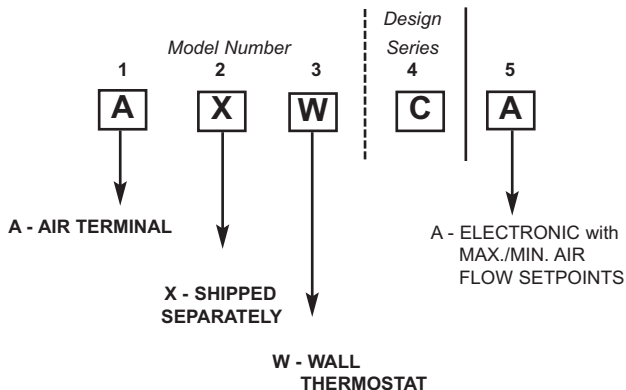 Design
Model Number Series
1 2 3 4 5
A X W C A
A - AIR TERMINAL
A - ELECTRONIC with
MAX./MIN. AIR
FLOW SETPOINTS
X - SHIPPED
SEPARATELY
W - WALL
THERMOSTAT